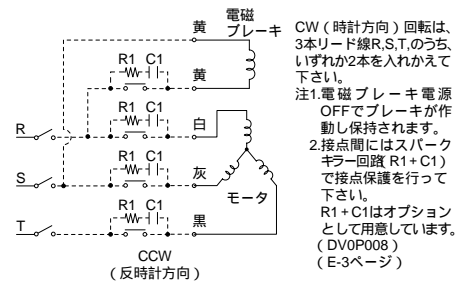 電磁
ブレーキ
黄
R1 C1
黄
R1 C1
白
R
R1 C1
S
灰
モータ
R1 C1
T
黒
CCW
（反時計方向）
CW（時計方向）回転は、
3本リード線R,S,T,のうち、
いずれか2本を入れかえて
下さい。
注1.電磁ブレーキ電源
OFFでブレーキが作
動し保持されます。
2.接点間にはスパーク
キラー回路（R1+C1）
で接点保護を行って
下さい。
R1+C1はオプション
として用意しています。
（DV0P008）
（E-3ページ）